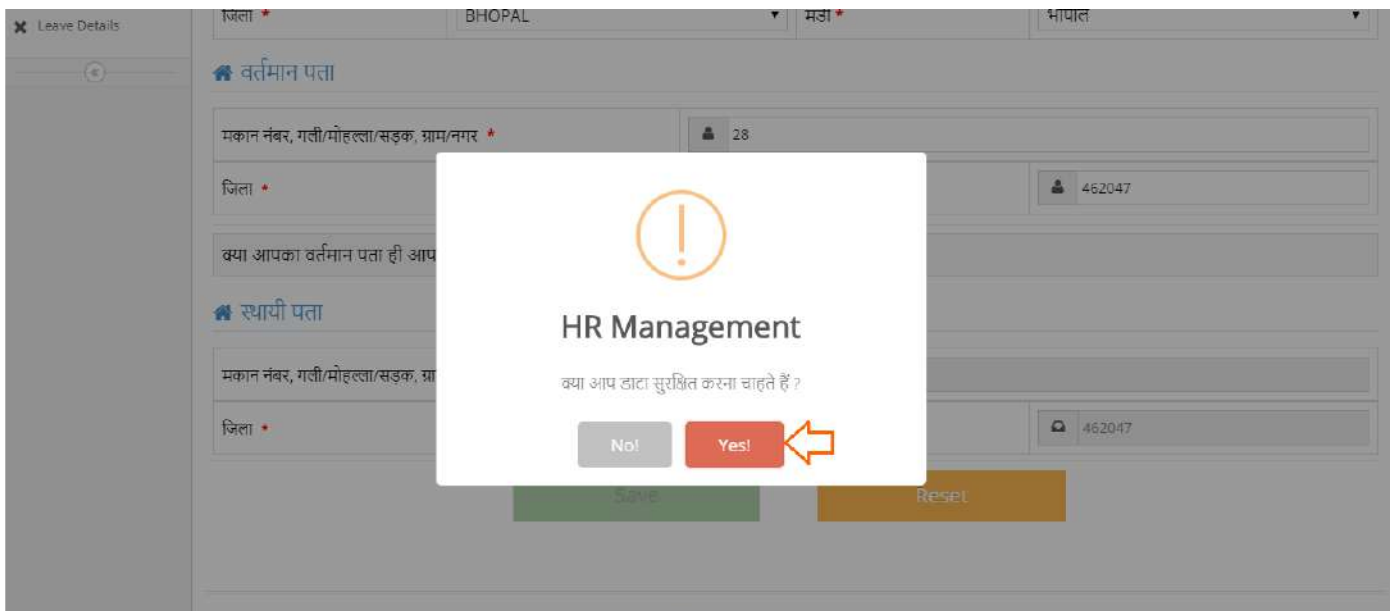 Leave Details
जिला * BHOPAL मंडी * भोपाल
वर्तमान पता
मकान नंबर, गली/मोहल्ला/सड़क, ग्राम/नगर * 28
जिला * 462047
क्या आपका वर्तमान पता ही आप
स्थायी पता
HR Management
मकान नंबर, गली/मोहल्ला/सड़क, ग्रा
क्या आप डाटा सुरक्षित करना चाहते हैं ?
जिला * 462047
No! Yes!
Save Reset